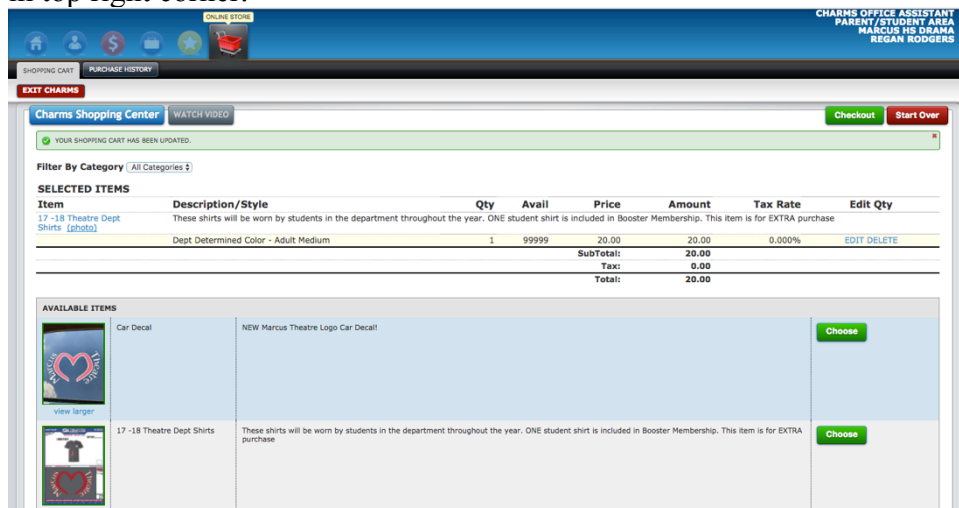 in top right corner.
ONLINE STORE
CHARMS OFFICE ASSISTANT
PARENT/STUDENT AREA
MARCUS HS DRAMA
REGAN RODGERS
SHOPPING CART PURCHASE HISTORY
EXIT CHARMS
Charms Shopping Center WATCH VIDEO Checkout Start Over
YOUR SHOPPING CART HAS BEEN UPDATED.
Filter By Category All Categories
SELECTED ITEMS
Item Description/Style Qty Avail Price Amount Tax Rate Edit Qty
17 -18 Theatre Dept These shirts will be worn by students in the department throughout the year. ONE student shirt is included in Booster Membership. This item is for EXTRA purchase
Shirts (photo)
Dept Determined Color - Adult Medium 1 99999 20.00 20.00 0.000% EDIT DELETE
SubTotal: 20.00
Tax: 0.00
Total: 20.00
AVAILABLE ITEMS
Car Decal NEW Marcus Theatre Logo Car Decal! Choose
Marcus Theatre
view larger
17 -18 Theatre Dept Shirts These shirts will be worn by students in the department throughout the year. ONE student shirt is included in Booster Membership. This item is for EXTRA
purchase
Choose
Marcus Theatre